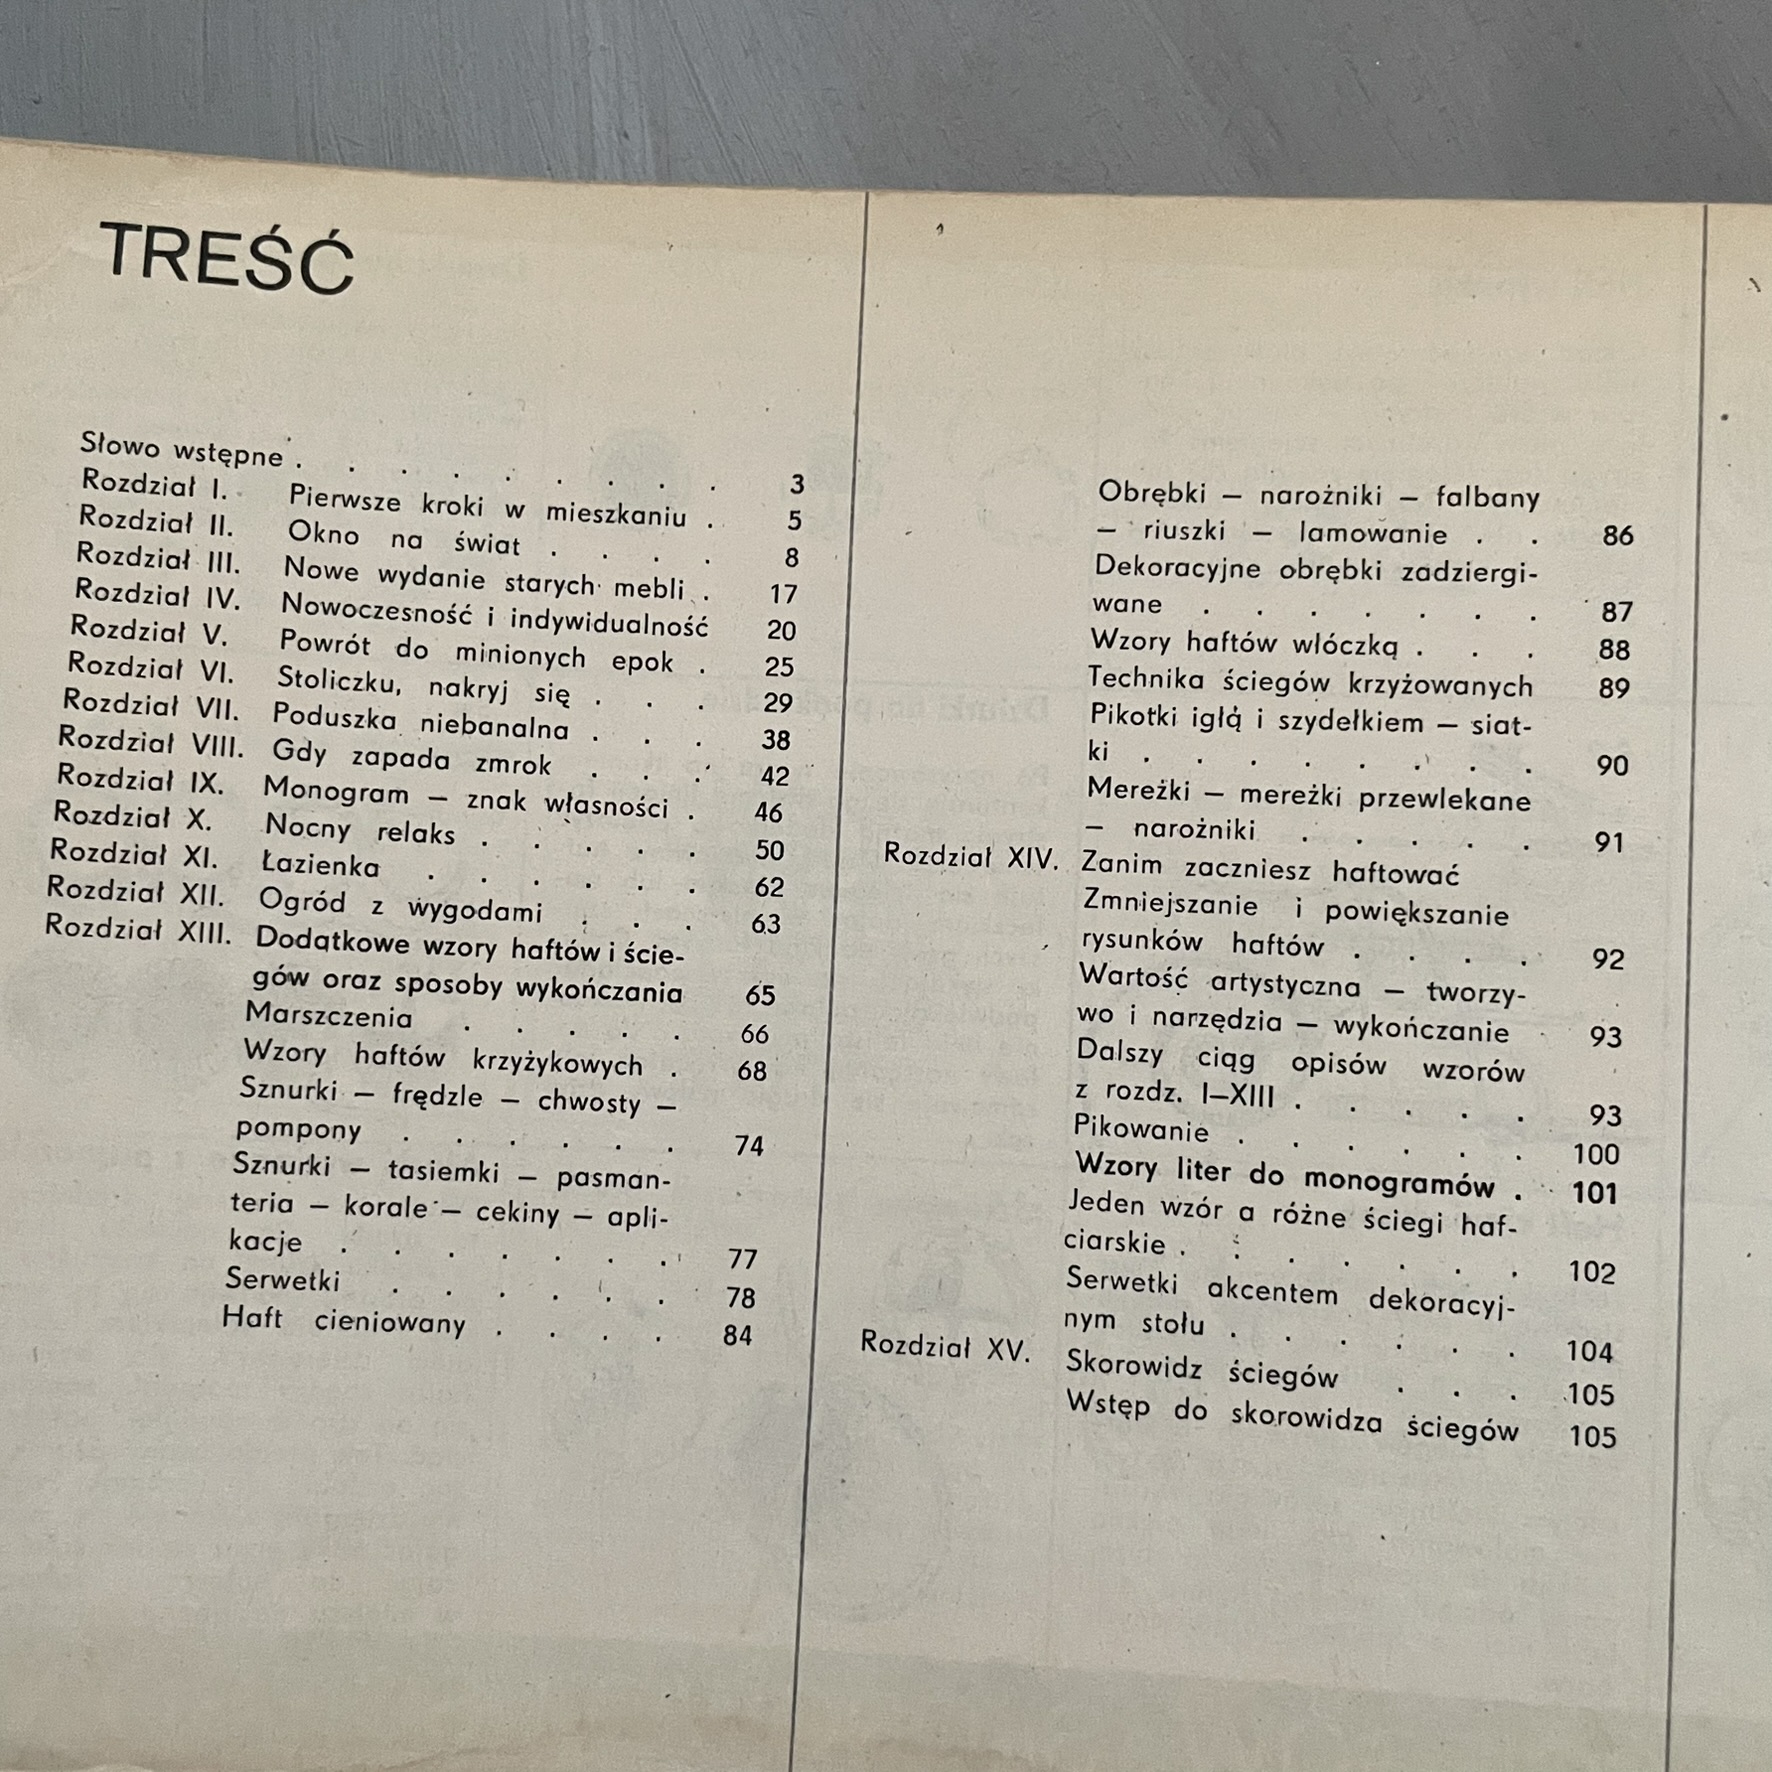 TREŚĆ
Słowo wstępne . . . . . . . . . 3
Rozdział I. Pierwsze kroki w mieszkaniu . 5
Rozdział II. Okno na świat . . . . 8
Rozdział III. Nowe wydanie starych mebli . 17
Rozdział IV. Nowoczesność i indywidualność 20
Rozdział V. Powrót do minionych epok . 25
Rozdział VI. Stoliczku, nakryj się . . . 29
Rozdział VII. Poduszka niebanalna . . . 38
Rozdział VIII. Gdy zapada zmrok . . . 42
Rozdział IX. Monogram — znak własności . 46
Rozdział X. Nocny relaks . . . . . 50
Rozdział XI. Łazienka . . . . . . 62
Rozdział XII. Ogród z wygodami . . . 63
Rozdział XIII. Dodatkowe wzory haftów i ście-
gów oraz sposoby wykończania 65
Marszczenia . . . . . 66
Wzory haftów krzyżykowych . 68
Sznurki — frędzle — chwosty —
pompony . . . . . . 74
Sznurki — tasiemki — pasman-
teria — korale — cekiny — apli-
kacje . . . . . . . 77
Serwetki . . . . . . 78
Haft cieniowany . . . . 84
Obrębki — narożniki — falbany
— riuszki — lamowanie . . 86
Dekoracyjne obrębki zadziergi-
wane . . . . . . . 87
Wzory haftów włóczką . . . 88
Technika ściegów krzyżowanych 89
Pikotki igłą i szydełkiem — siat-
ki . . . . . . . . 90
Mereżki — mereżki przewlekane
— narożniki . . . . . 91
Rozdział XIV. Zanim zaczniesz haftować
Zmniejszanie i powiększanie
rysunków haftów . . . . 92
Wartość artystyczna — tworzy-
wo i narzędzia — wykończanie 93
Dalszy ciąg opisów wzorów
z rozdz. I—XIII . . . . . 93
Pikowanie . . . . . . 100
Wzory liter do monogramów . 101
Jeden wzór a różne ściegi haf-
ciarskie . . . . . . . 102
Serwetki akcentem dekoracyj-
nym stołu . . . . . . 104
Rozdział XV. Skorowidz ściegów . . . 105
Wstęp do skorowidza ściegów 105